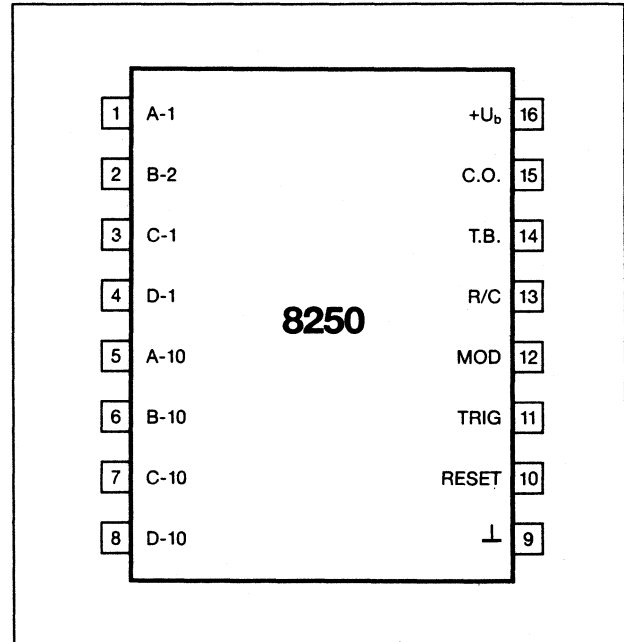 1 A-1 +Ub 16
2 B-2 C.O. 15
3 C-1 T.B. 14
4 D-1 R/C 13
8250
5 A-10 MOD 12
6 B-10 TRIG 11
7 C-10 RESET 10
8 D-10 ⊥ 9